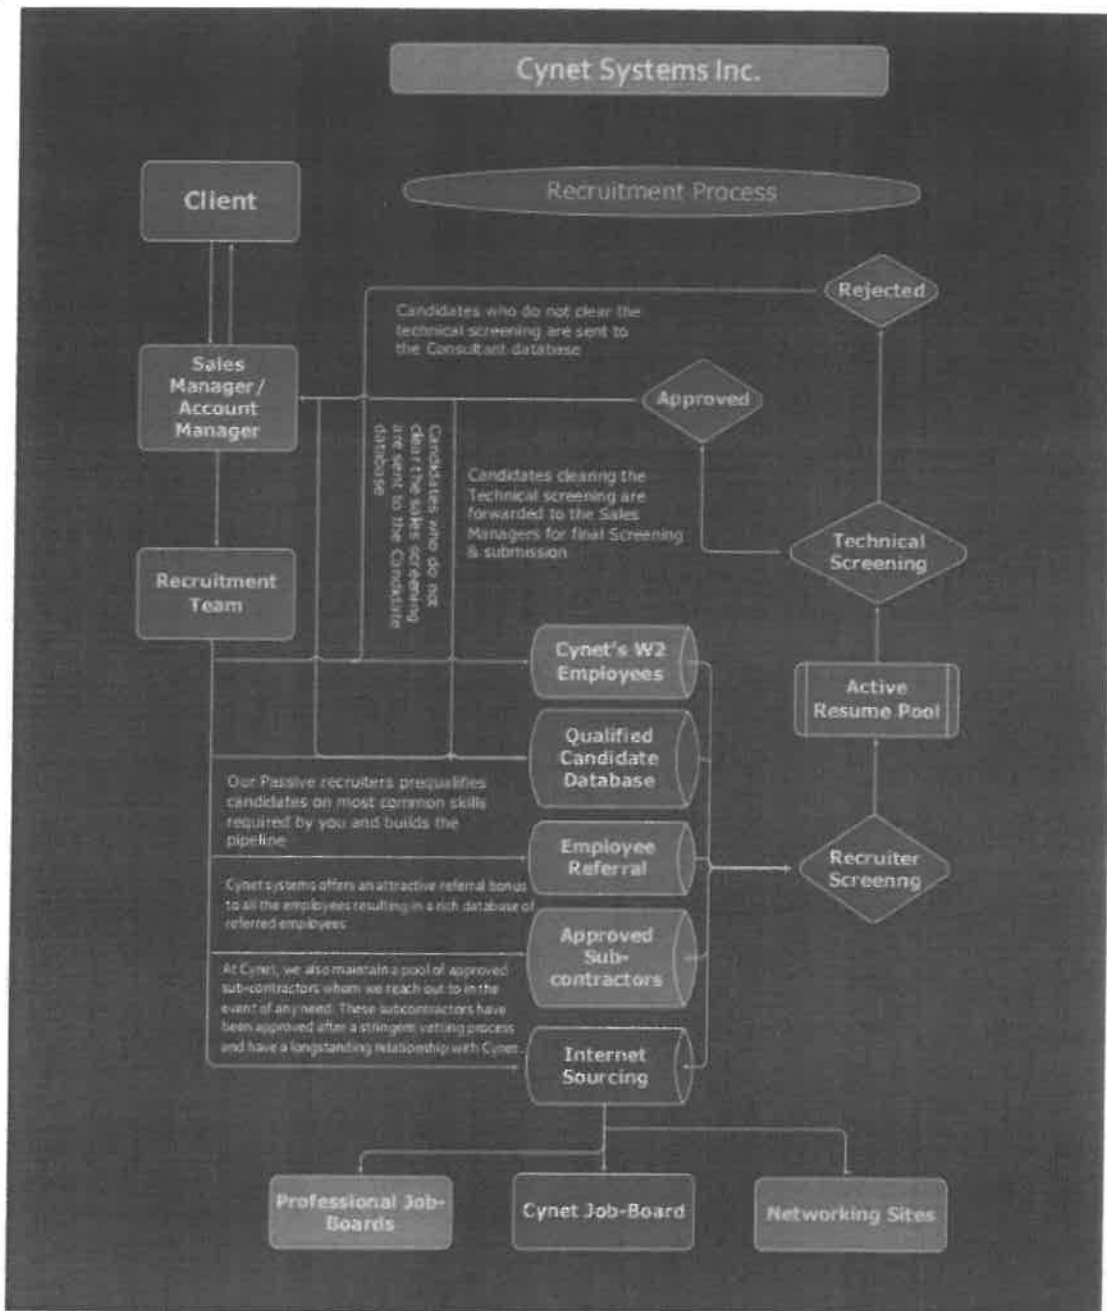 Cynet Systems Inc.
Recruitment Process
Client
Rejected
Candidates who do not clear the
technical screening are sent to
the Consultant database
Sales
Manager/
Account
Manager
Approved
Candidates who do not
clear the sales screening
are sent to the Candidate
database
Candidates clearing the
Technical screening are
forwarded to the Sales
Managers for final Screening
& submission
Technical
Screening
Recruitment
Team
Cynet's W2
Employees
Active
Resume Pool
Qualified
Candidate
Database
Our Passive recruiters prequalifies
candidates on most common skills
required by you and builds the
pipeline
Employee
Referral
Recruiter
Screenng
Cynet systems offers an attractive referral bonus
to all the employees resulting in a rich database of
referred employees
Approved
Sub-
contractors
At Cynet, we also maintain a pool of approved
sub-contractors whom we reach out to in the
event of any need. These subcontractors have
been approved after a stringent vetting process
and have a longstanding relationship with Cynet.
Internet
Sourcing
Professional Job-
Boards
Cynet Job-Board
Networking Sites